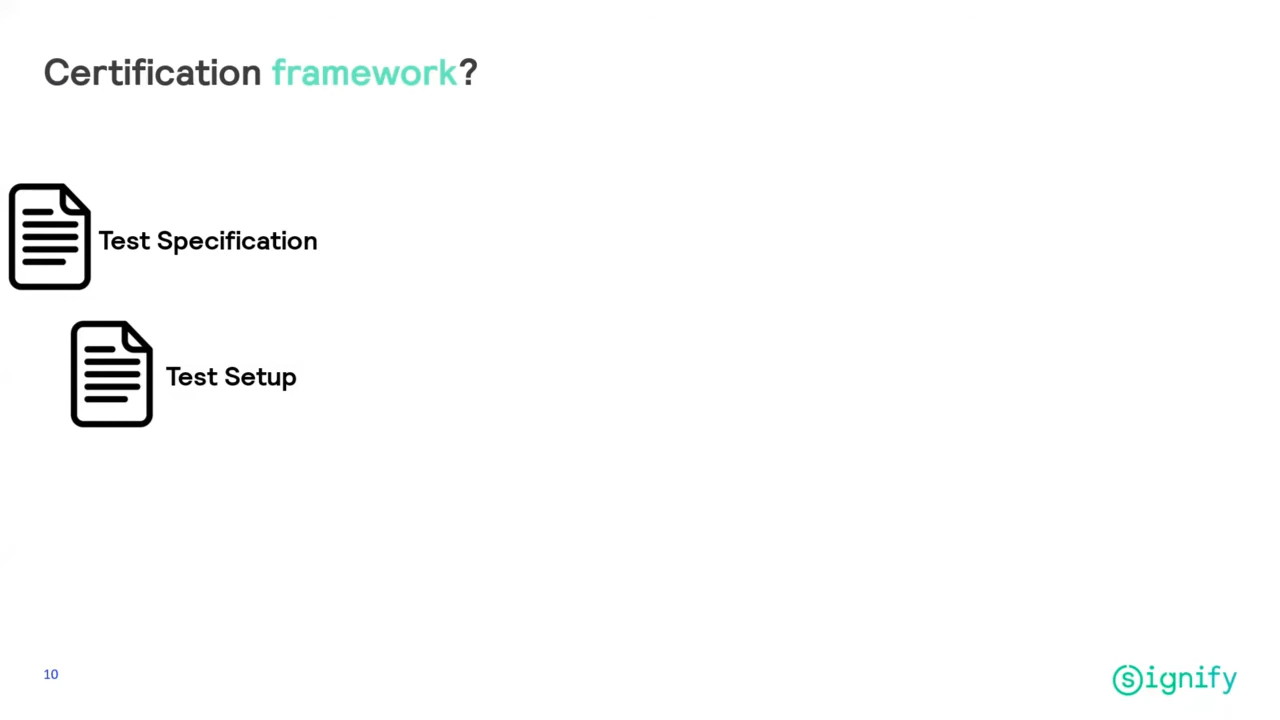 Certification framework?
Test Specification
Test Setup
10
signify